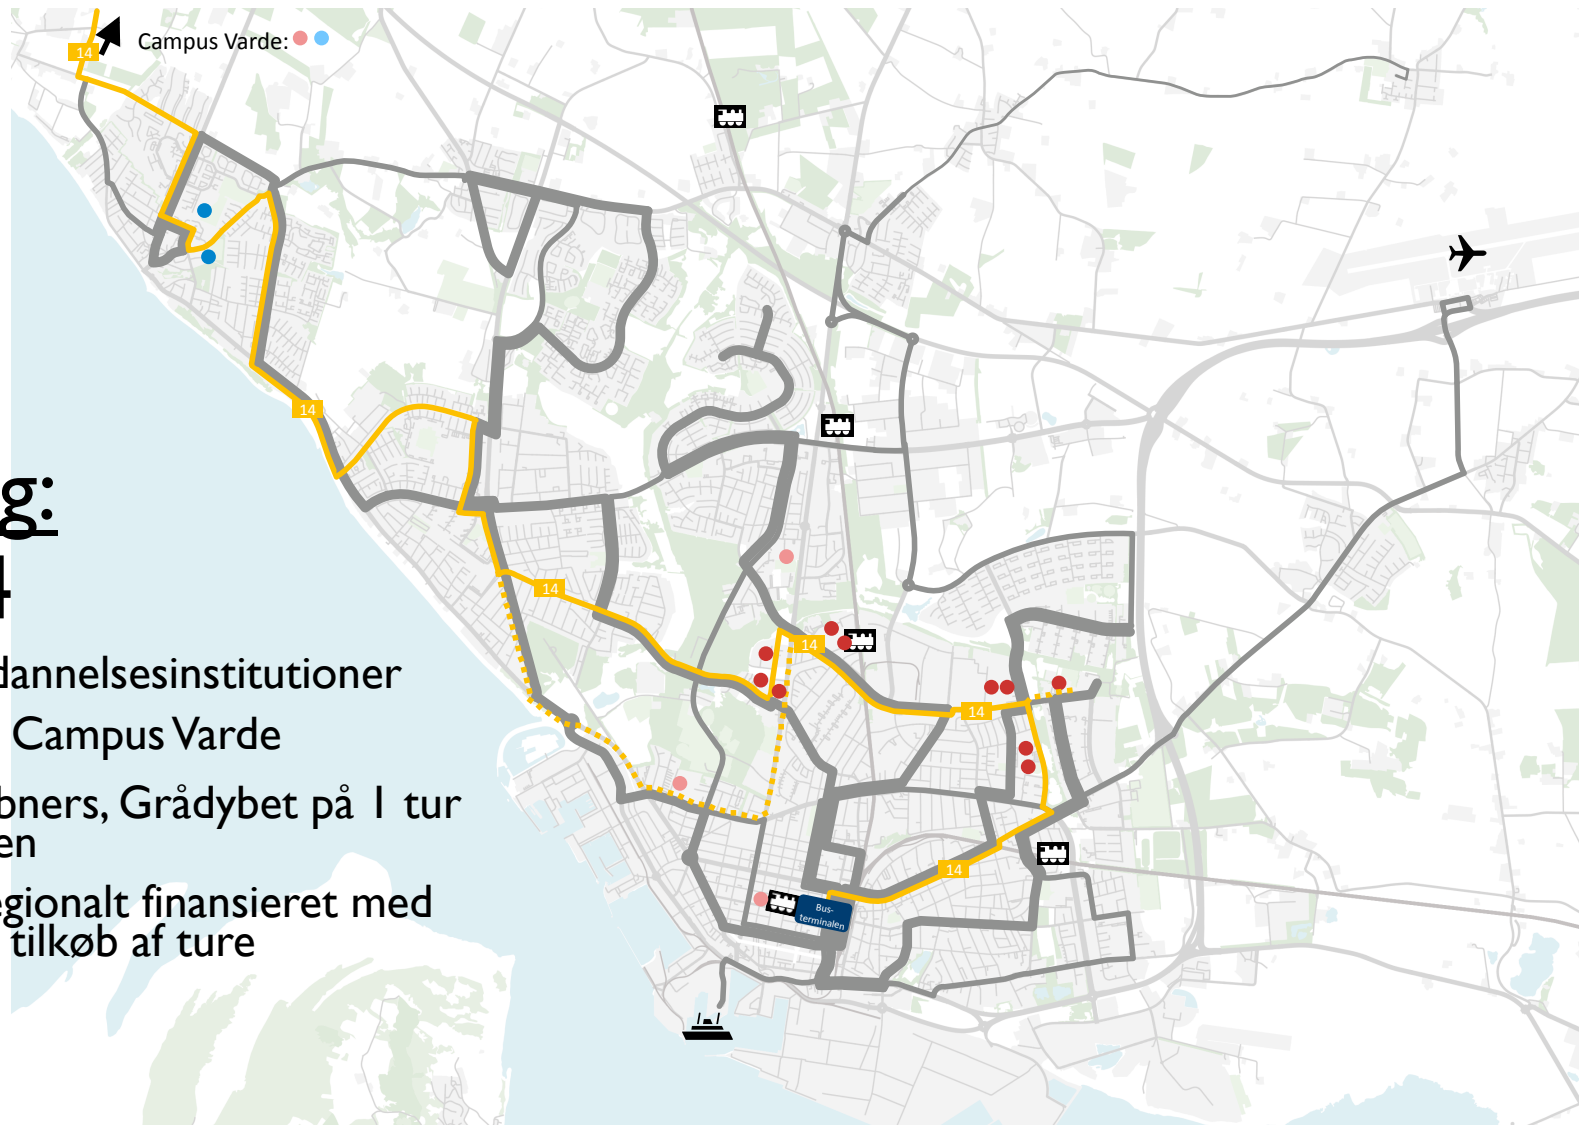 14
Campus Varde:
14
g:
4
14
14
dannelsesinstitutioner
14
Campus Varde
bners, Grådybet på 1 tur
en
14
egionalt finansieret med
tilkøb af ture
Bus-
terminalen